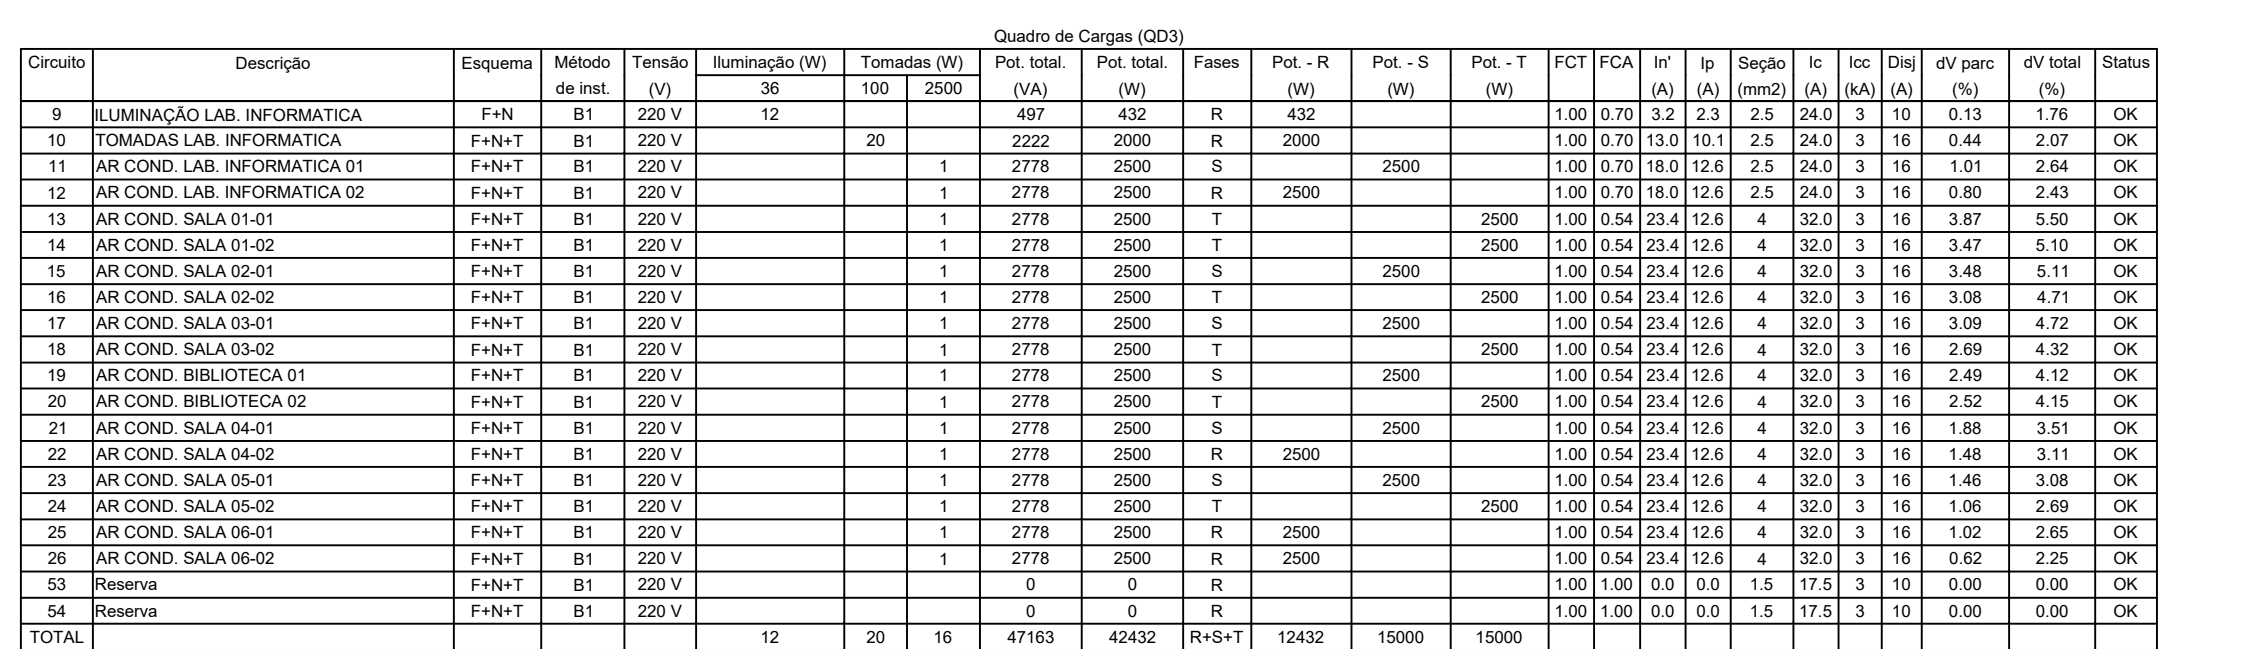 Quadro de Cargas (QD3)
Circuito Descrição Esquema Método Tensão Iluminação (W) Tomadas (W) Pot. total. Pot. total. Fases Pot. - R Pot. - S Pot. - T FCT FCA In' Ip Seção Ic Icc Disj dV parc dV total Status
de inst. (V) 36 100 2500 (VA) (W) (W) (W) (W) (A) (A) (mm2) (A) (kA) (A) (%) (%)
9 ILUMINAÇÃO LAB. INFORMATICA F+N B1 220 V 12 497 432 R 432 1.00 0.70 3.2 2.3 2.5 24.0 3 10 0.13 1.76 OK
10 TOMADAS LAB. INFORMATICA F+N+T B1 220 V 20 2222 2000 R 2000 1.00 0.70 13.0 10.1 2.5 24.0 3 16 0.44 2.07 OK
11 AR COND. LAB. INFORMATICA 01 F+N+T B1 220 V 1 2778 2500 S 2500 1.00 0.70 18.0 12.6 2.5 24.0 3 16 1.01 2.64 OK
12 AR COND. LAB. INFORMATICA 02 F+N+T B1 220 V 1 2778 2500 R 2500 1.00 0.70 18.0 12.6 2.5 24.0 3 16 0.80 2.43 OK
13 AR COND. SALA 01-01 F+N+T B1 220 V 1 2778 2500 T 2500 1.00 0.54 23.4 12.6 4 32.0 3 16 3.87 5.50 OK
14 AR COND. SALA 01-02 F+N+T B1 220 V 1 2778 2500 T 2500 1.00 0.54 23.4 12.6 4 32.0 3 16 3.47 5.10 OK
15 AR COND. SALA 02-01 F+N+T B1 220 V 1 2778 2500 S 2500 1.00 0.54 23.4 12.6 4 32.0 3 16 3.48 5.11 OK
16 AR COND. SALA 02-02 F+N+T B1 220 V 1 2778 2500 T 2500 1.00 0.54 23.4 12.6 4 32.0 3 16 3.08 4.71 OK
17 AR COND. SALA 03-01 F+N+T B1 220 V 1 2778 2500 S 2500 1.00 0.54 23.4 12.6 4 32.0 3 16 3.09 4.72 OK
18 AR COND. SALA 03-02 F+N+T B1 220 V 1 2778 2500 T 2500 1.00 0.54 23.4 12.6 4 32.0 3 16 2.69 4.32 OK
19 AR COND. BIBLIOTECA 01 F+N+T B1 220 V 1 2778 2500 S 2500 1.00 0.54 23.4 12.6 4 32.0 3 16 2.49 4.12 OK
20 AR COND. BIBLIOTECA 02 F+N+T B1 220 V 1 2778 2500 T 2500 1.00 0.54 23.4 12.6 4 32.0 3 16 2.52 4.15 OK
21 AR COND. SALA 04-01 F+N+T B1 220 V 1 2778 2500 S 2500 1.00 0.54 23.4 12.6 4 32.0 3 16 1.88 3.51 OK
22 AR COND. SALA 04-02 F+N+T B1 220 V 1 2778 2500 R 2500 1.00 0.54 23.4 12.6 4 32.0 3 16 1.48 3.11 OK
23 AR COND. SALA 05-01 F+N+T B1 220 V 1 2778 2500 S 2500 1.00 0.54 23.4 12.6 4 32.0 3 16 1.46 3.08 OK
24 AR COND. SALA 05-02 F+N+T B1 220 V 1 2778 2500 T 2500 1.00 0.54 23.4 12.6 4 32.0 3 16 1.06 2.69 OK
25 AR COND. SALA 06-01 F+N+T B1 220 V 1 2778 2500 R 2500 1.00 0.54 23.4 12.6 4 32.0 3 16 1.02 2.65 OK
26 AR COND. SALA 06-02 F+N+T B1 220 V 1 2778 2500 R 2500 1.00 0.54 23.4 12.6 4 32.0 3 16 0.62 2.25 OK
53 Reserva F+N+T B1 220 V 0 0 R 1.00 1.00 0.0 0.0 1.5 17.5 3 10 0.00 0.00 OK
54 Reserva F+N+T B1 220 V 0 0 R 1.00 1.00 0.0 0.0 1.5 17.5 3 10 0.00 0.00 OK
TOTAL 12 20 16 47163 42432 R+S+T 12432 15000 15000